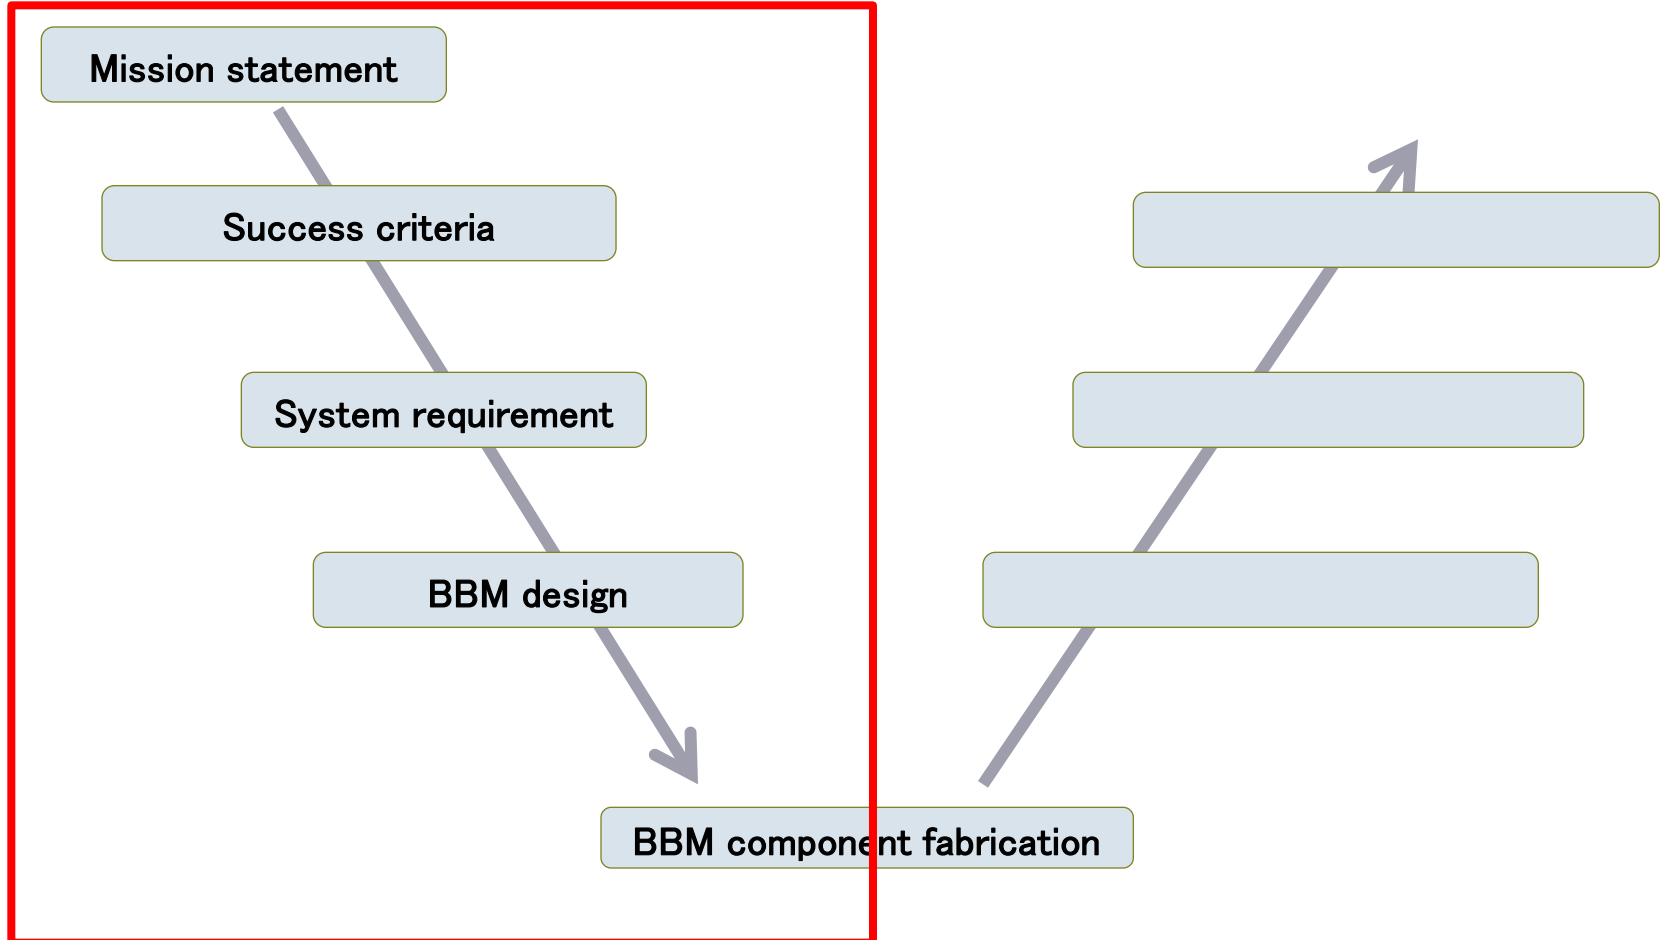 Mission statement
Success criteria
System requirement
BBM design
BBM component fabrication